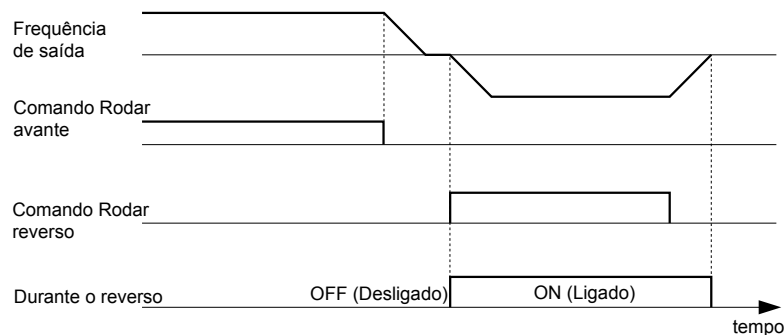 Frequência
de saída
Comando Rodar
avante
Comando Rodar
reverso
Durante o reverso
OFF (Desligado)
ON (Ligado)
tempo